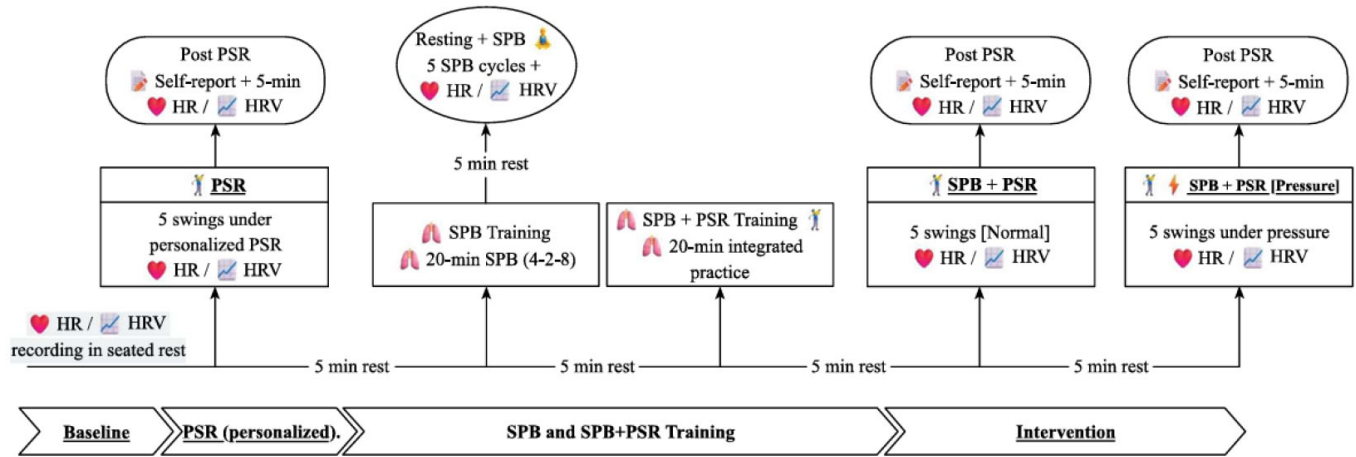 Post PSR
Self-report + 5-min
HR / HRV
Resting + SPB
5 SPB cycles +
HR / HRV
Post PSR
Self-report + 5-min
HR / HRV
Post PSR
Self-report + 5-min
HR / HRV
5 min rest
PSR
5 swings under
personalized PSR
HR / HRV
SPB Training
20-min SPB (4-2-8)
SPB + PSR Training
20-min integrated
practice
SPB + PSR
5 swings [Normal]
HR / HRV
SPB + PSR [Pressure]
5 swings under pressure
HR / HRV
HR / HRV
recording in seated rest
5 min rest
5 min rest
5 min rest
5 min rest
Baseline
PSR (personalized).
SPB and SPB+PSR Training
Intervention